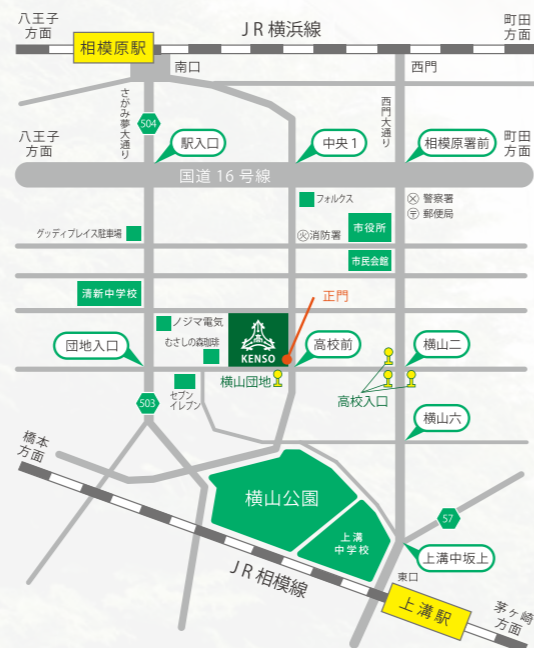 八王子
方面
JR横浜線
町田
方面
相模原駅
南口
西門
さがみ夢大通り
504
西門大通り
八王子
方面
駅入口
中央1
相模原署前
町田
方面
国道16号線
フォルクス
㊋消防署
市役所
警察署
〒郵便局
グッディプレイス駐車場
市民会館
清新中学校
正門
ノジマ電気
むさしの森珈琲
KENSO
団地入口
高校前
横山二
横山団地
セブン
イレブン
高校入口
503
横山六
橋本
方面
横山公園
上溝
中学校
57
上溝中坂上
JR相模線
東口
上溝駅
茅ヶ崎
方面